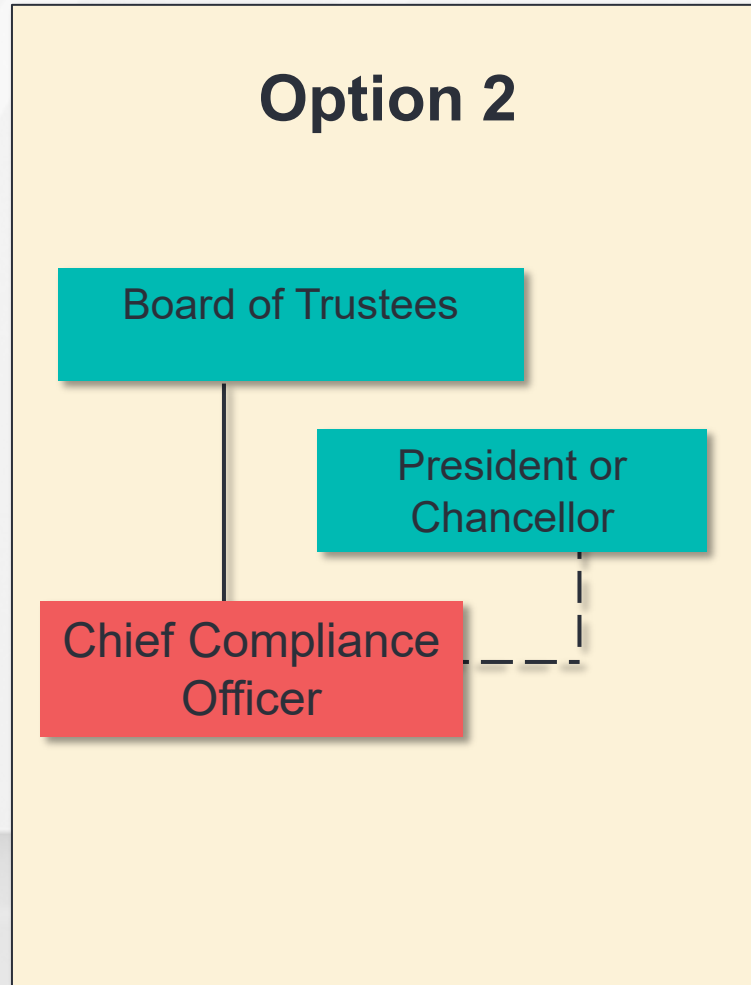 Option 2
Board of Trustees
President or
Chancellor
Chief Compliance
Officer